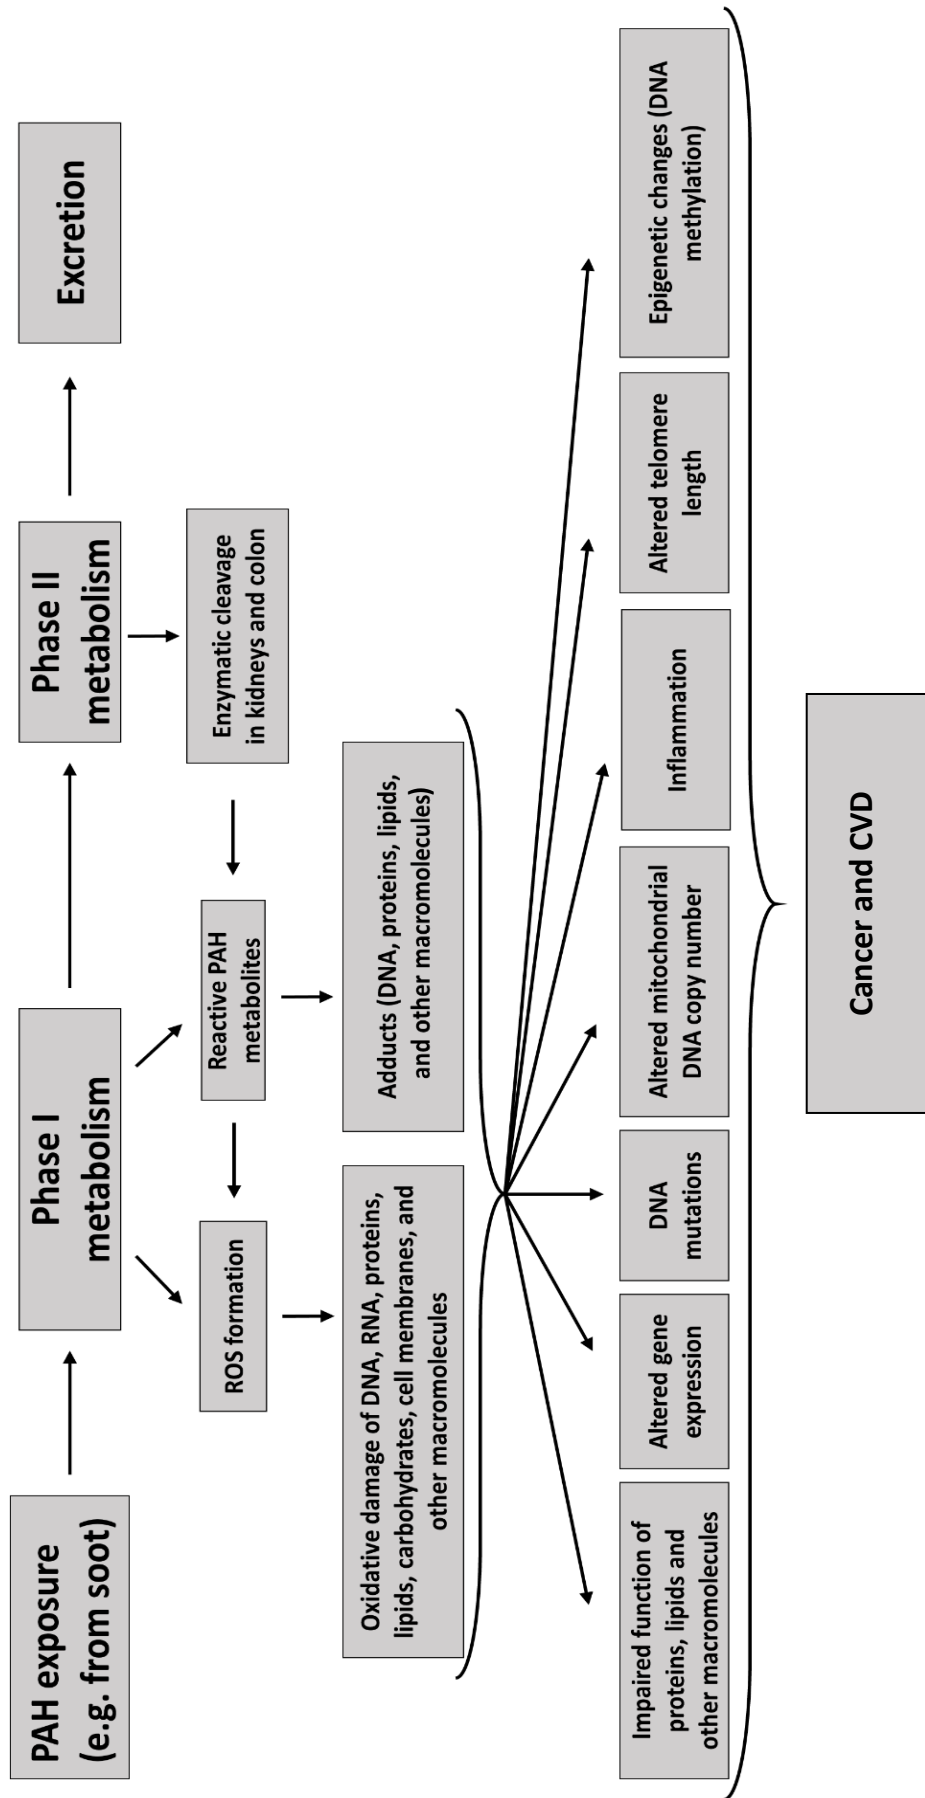 PAH exposure
(e.g. from soot)
Phase I
metabolism
Phase II
metabolism
Excretion
ROS formation
Reactive PAH
metabolites
Enzymatic cleavage
in kidneys and colon
Oxidative damage of DNA, RNA, proteins,
lipids, carbohydrates, cell membranes, and
other macromolecules
Adducts (DNA, proteins, lipids,
and other macromolecules)
Impaired function of
proteins, lipids and
other macromolecules
Altered gene
expression
DNA
mutations
Altered mitochondrial
DNA copy number
Inflammation
Altered telomere
length
Epigenetic changes (DNA
methylation)
Cancer and CVD